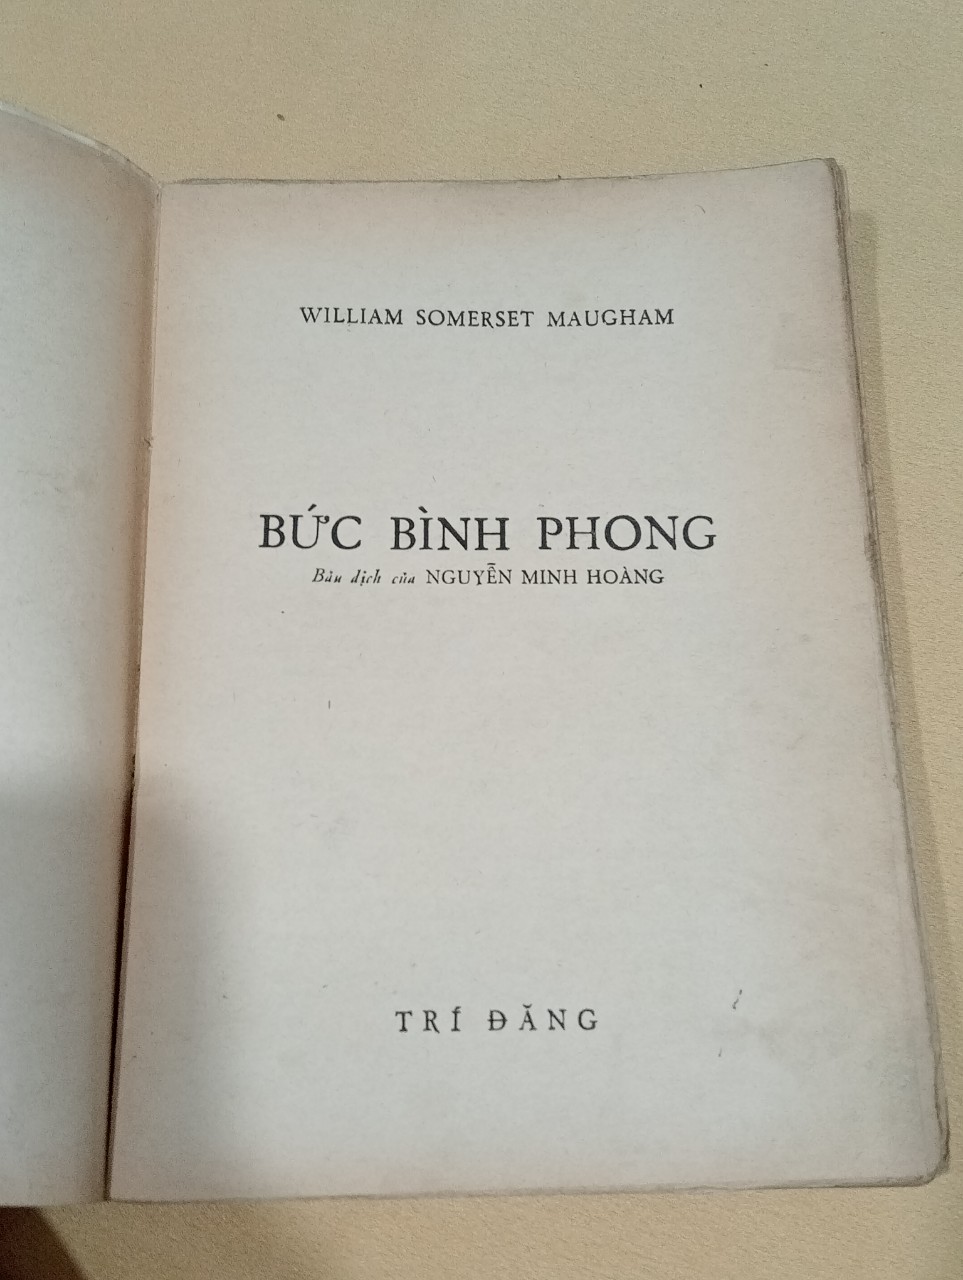 WILLIAM SOMERSET MAUGHAM
BỨC BÌNH PHONG
Bản dịch của NGUYỄN MINH HOÀNG
TRÍ ĐĂNG